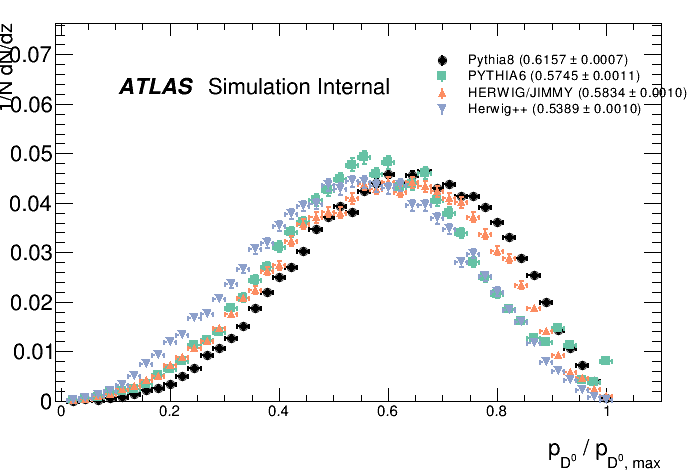 1/N dN/dz
0.07
0.06
0.05
0.04
0.03
0.02
0.01
0
ATLAS Simulation Internal
Pythia8 (0.6157 ± 0.0007)
PYTHIA6 (0.5745 ± 0.0011)
HERWIG/JIMMY (0.5834 ± 0.0010)
Herwig++ (0.5389 ± 0.0010)
0 0.2 0.4 0.6 0.8 1
p_D⁰ / p_D⁰, max